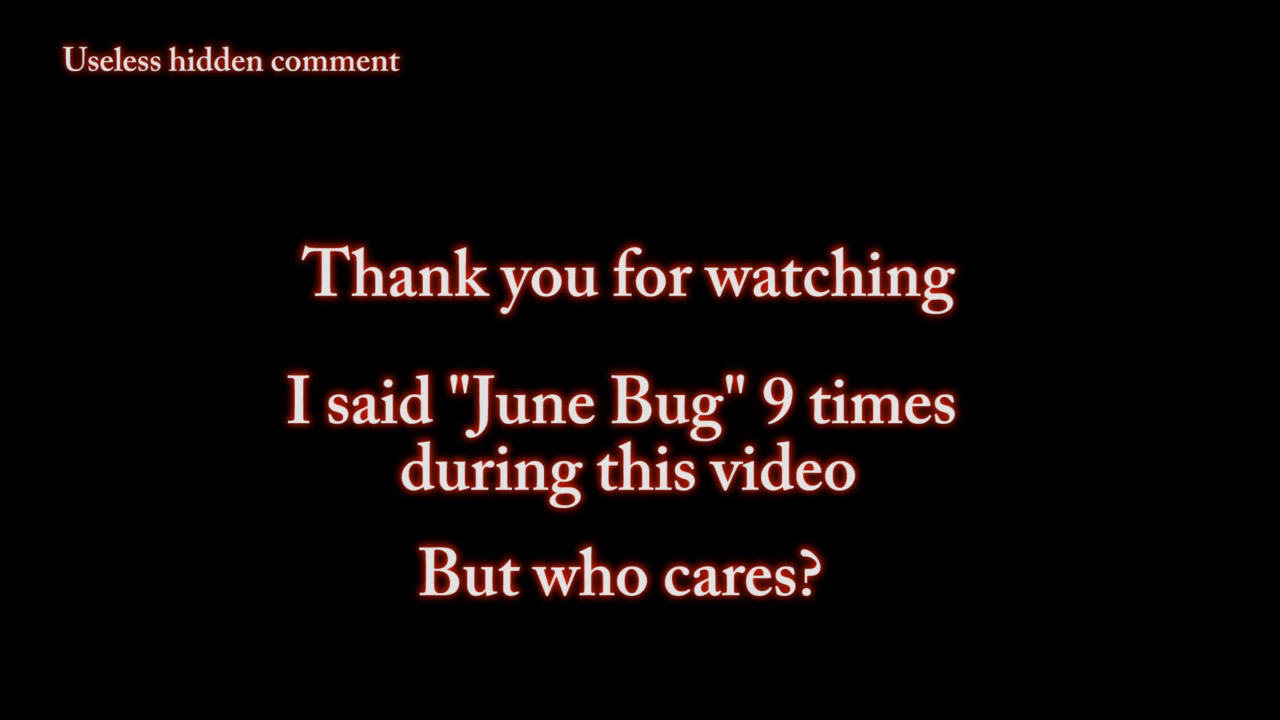 Useless hidden comment
Thank you for watching
I said "June Bug" 9 times
during this video
But who cares?